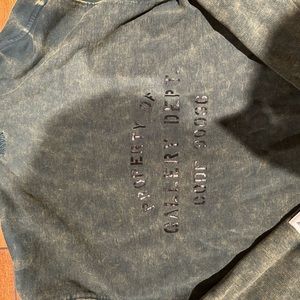 PROPERTY OF
GALLERY DEPT
CODE 90036